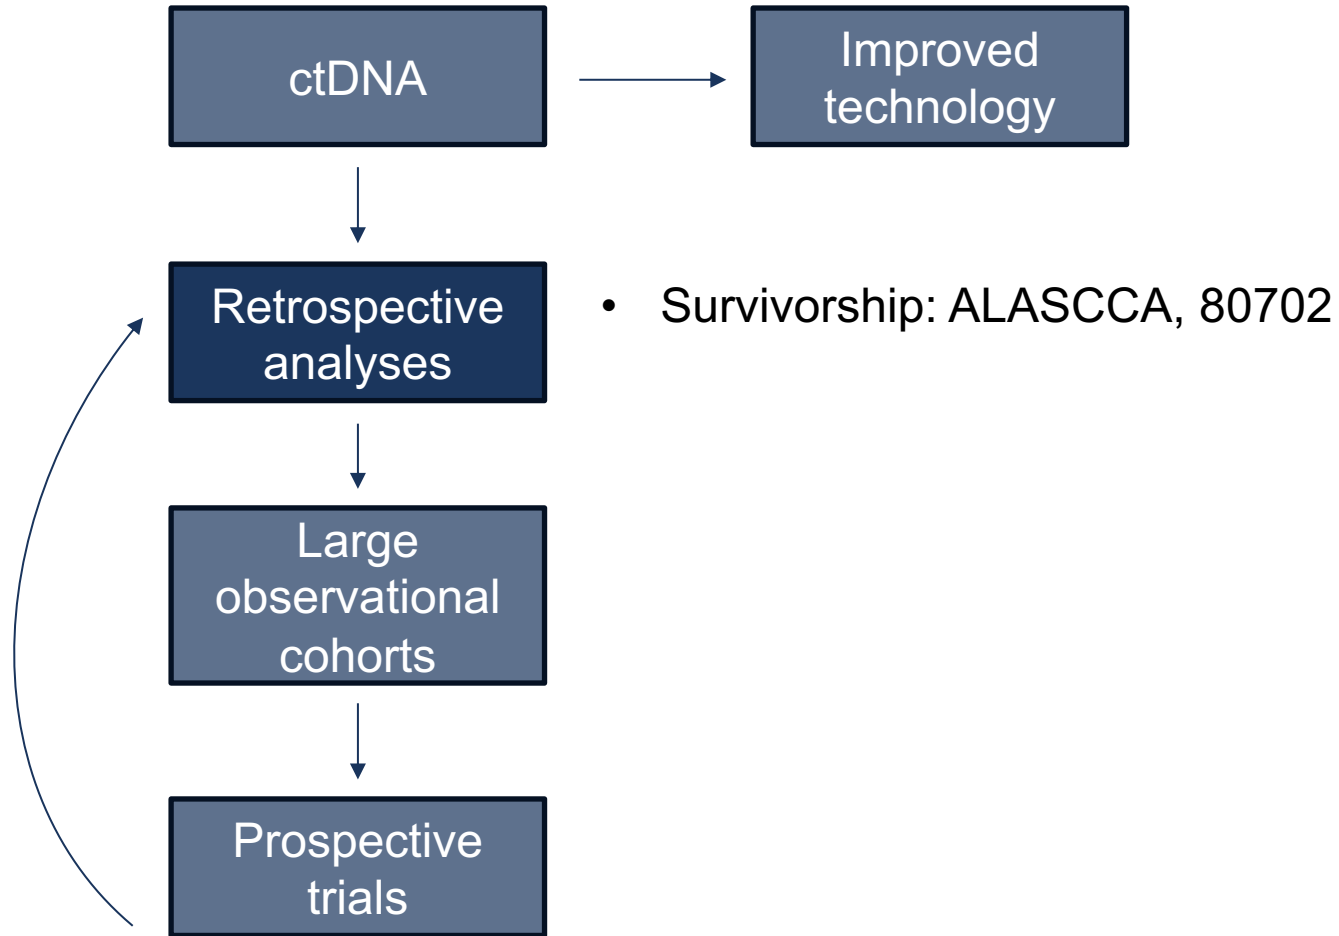 ctDNA
Improved
technology
Retrospective
analyses
• Survivorship: ALASCCA, 80702
Large
observational
cohorts
Prospective
trials